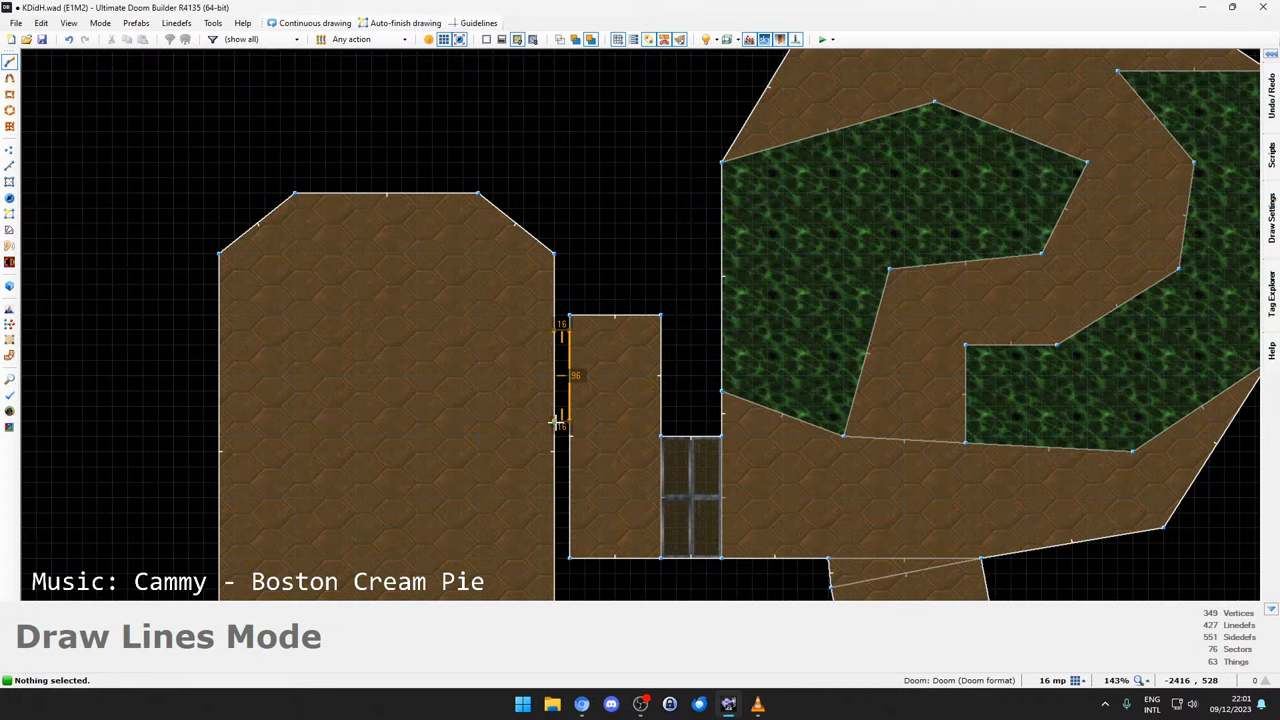 KDidH.wad (E1M2) - Ultimate Doom Builder R4135 (64-bit)
File Edit View Mode Prefabs Linedefs Tools Help Continuous drawing Auto-finish drawing Guidelines
(show all) Any action
Undo / Redo
Scripts
Draw Settings
Tag Explorer
Help
16
96
16
Music: Cammy - Boston Cream Pie
Draw Lines Mode
349 Vertices
427 Linedefs
551 Sidedefs
76 Sectors
63 Things
Nothing selected.
Doom: Doom (Doom format) 16 mp 143% -2416 , 528 0
ENG
INTL
22:01
09/12/2023